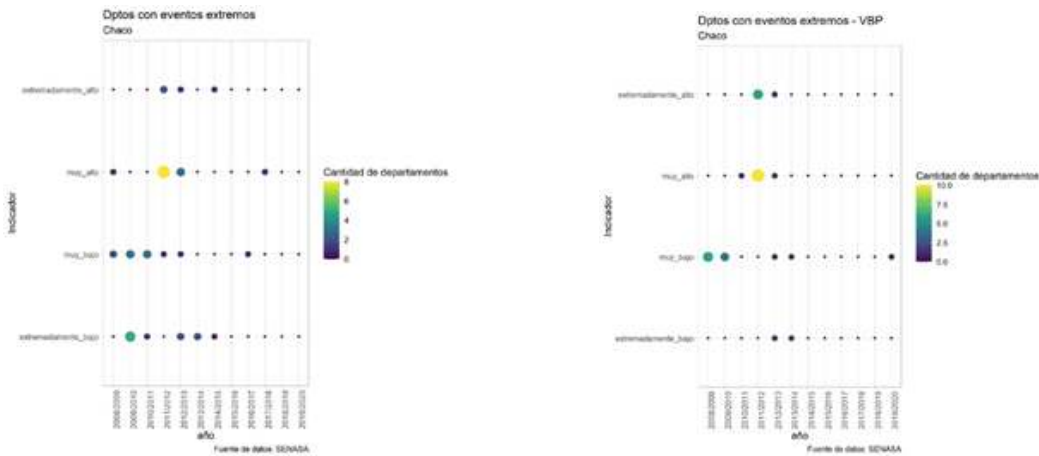 Dptos con eventos extremos
Chaco
extremadamente_alto
muy_alto
muy_bajo
extremadamente_bajo
Indicador
Cantidad de departamentos
8
6
4
2
0
2008/2009
2009/2010
2010/2011
2011/2012
2012/2013
2013/2014
2014/2015
2015/2016
2016/2017
2017/2018
2018/2019
2019/2020
año
Fuente de datos: SENASA
Dptos con eventos extremos - VBP
Chaco
extremadamente_alto
muy_alto
muy_bajo
extremadamente_bajo
Indicador
Cantidad de departamentos
10.0
7.5
5.0
2.5
0.0
2008/2009
2009/2010
2010/2011
2011/2012
2012/2013
2013/2014
2014/2015
2015/2016
2016/2017
2017/2018
2018/2019
2019/2020
año
Fuente de datos: SENASA